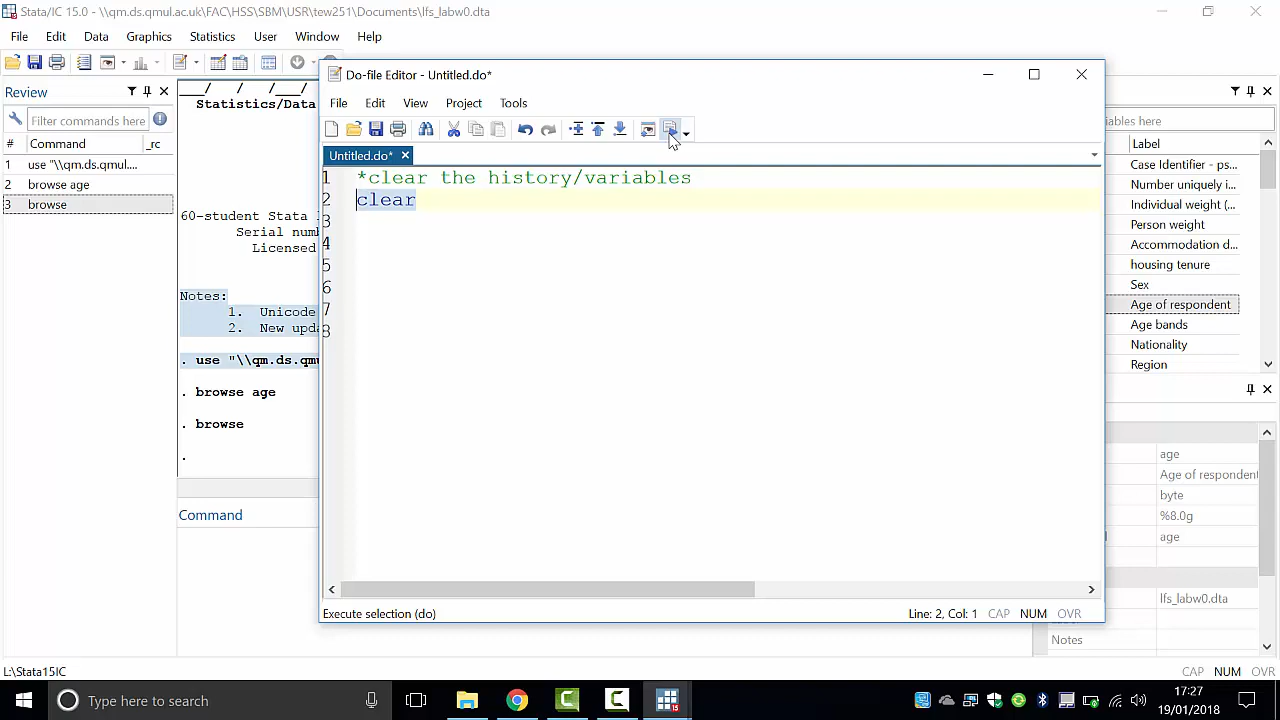 Stata/IC 15.0 - \\qm.ds.qmul.ac.uk\FAC\HSS\SBM\USR\tew251\Documents\lfs_labw0.dta
File Edit Data Graphics Statistics User Window Help
Review
Filter commands here
# Command _rc
1 use "\\qm.ds.qmul....
2 browse age
3 browse
___/ / /___/
Statistics/Data
60-student Stata
Serial num
Licensed
Notes:
1. Unicode
2. New upda
. use "\\qm.ds.qmu
. browse age
. browse
.
Command
Do-file Editor - Untitled.do*
File Edit View Project Tools
Untitled.do*
1 *clear the history/variables
2 clear
3
4
5
6
7
8
Execute selection (do)
Line: 2, Col: 1 CAP NUM OVR
ables here
Label
Case Identifier - ps...
Number uniquely i...
Individual weight (...
Person weight
Accommodation d...
housing tenure
Sex
Age of respondent
Age bands
Nationality
Region
age
Age of respondent
byte
%8.0g
age
lfs_labw0.dta
Notes
L:\Stata15IC
CAP NUM OVR
Type here to search
17:27
19/01/2018